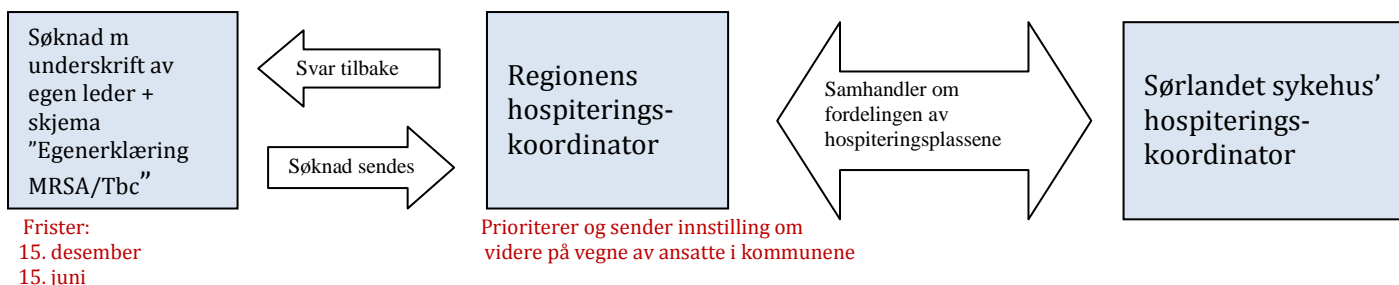 Søknad m
underskrift av
egen leder +
skjema
”Egenerklæring
MRSA/Tbc”
Frister:
15. desember
15. juni
Svar tilbake
Søknad sendes
Regionens
hospiterings-
koordinator
Prioriterer og sender innstilling om
videre på vegne av ansatte i kommunene
Samhandler om
fordelingen av
hospiteringsplassene
Sørlandet sykehus’
hospiterings-
koordinator